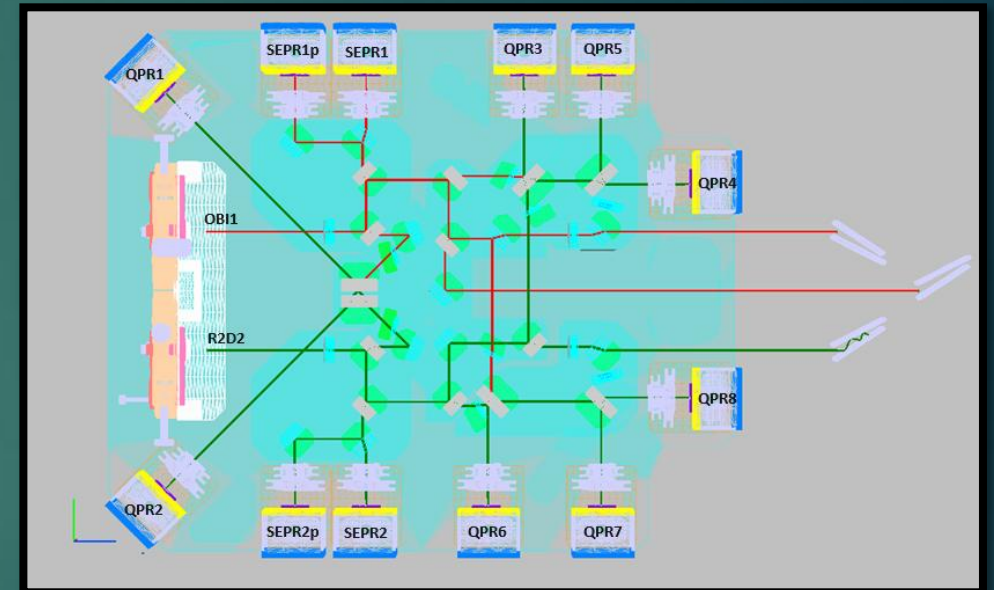 SEPR1p
SEPR1
QPR3
QPR5
QPR1
QPR4
OBI1
R2D2
QPR8
QPR2
SEPR2p
SEPR2
QPR6
QPR7